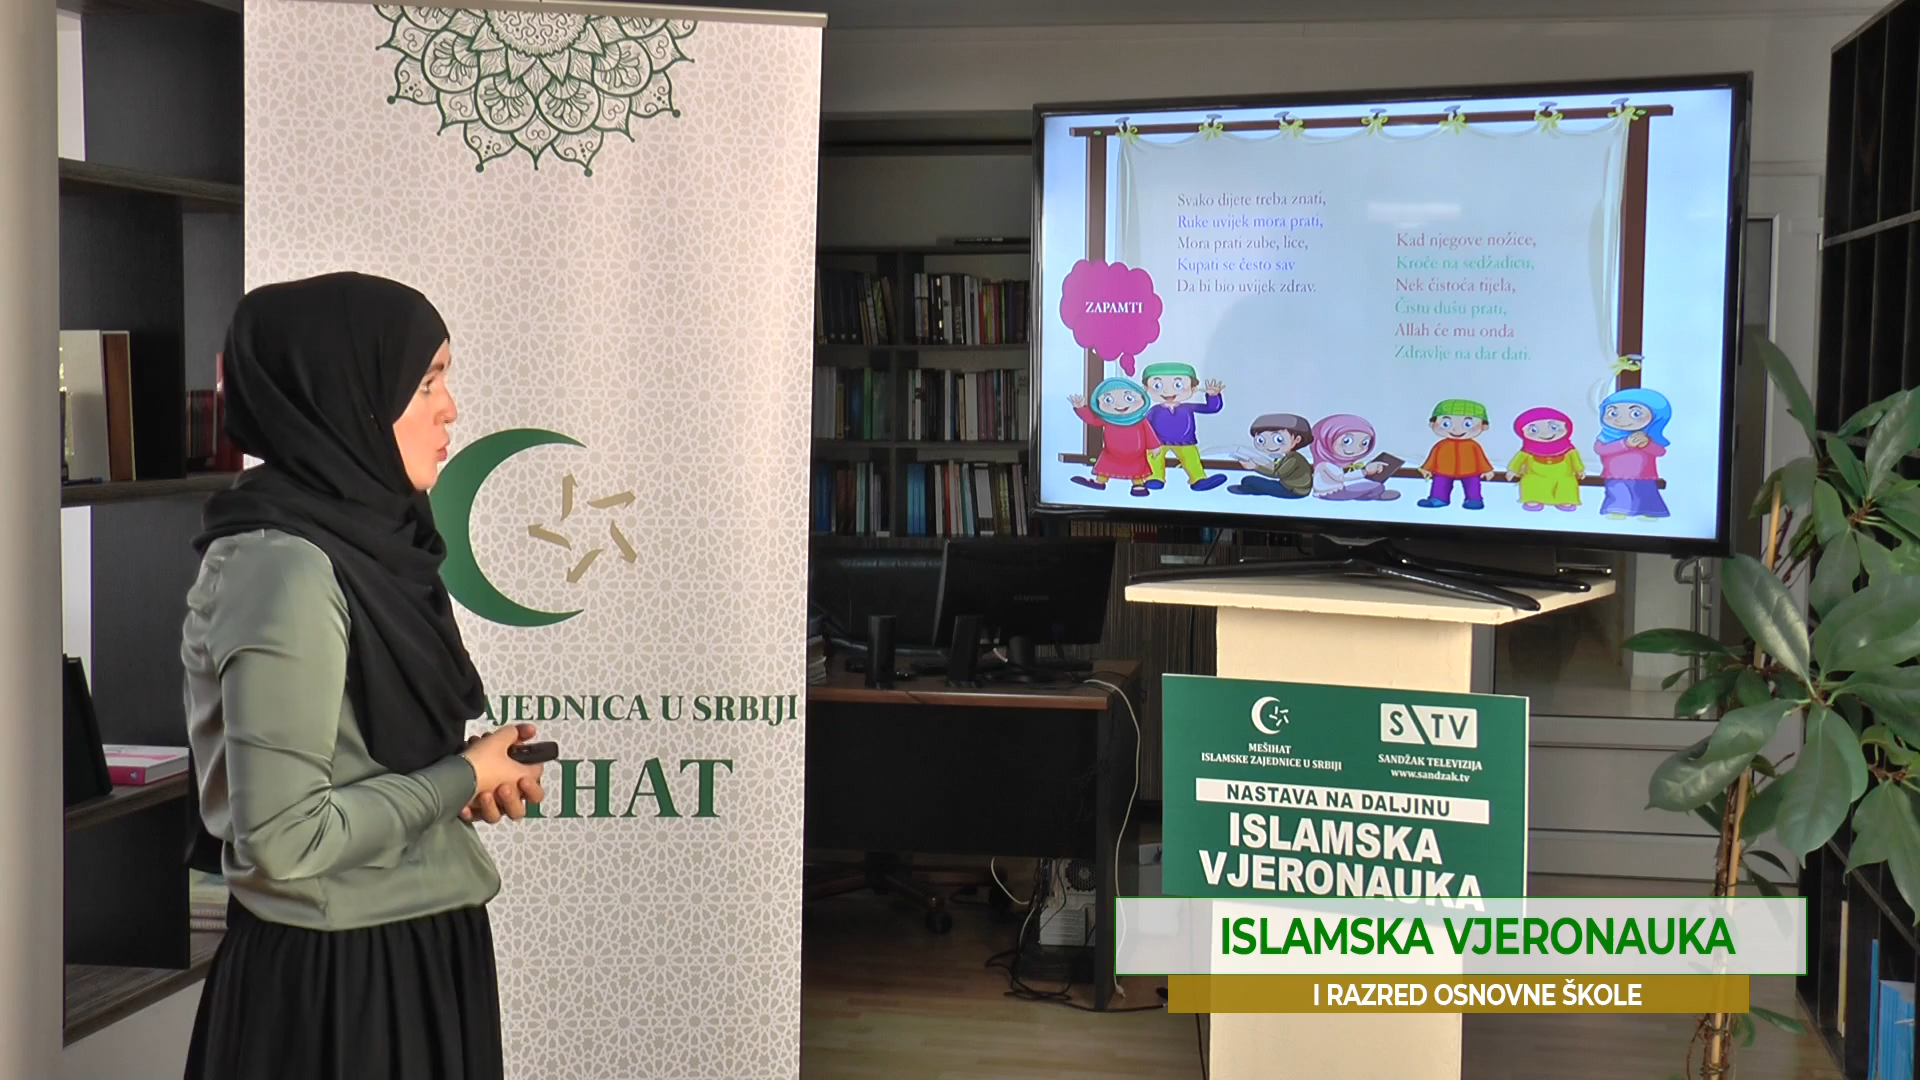 AJEDNICA U SRBIJI
IHAT
ZAPAMTI
Svako dijete treba znati,
Ruke uvijek mora prati,
Mora prati zube, lice,
Kupati se često sav
Da bi bio uvijek zdrav.
Kad njegove nožice,
Kroče na sedžadicu,
Nek čistoća tijela,
Čistu dušu prati,
Allah će mu onda
Zdravlje na dar dati.
MEŠIHAT
ISLAMSKE ZAJEDNICE U SRBIJI
S TV
SANDŽAK TELEVIZIJA
www.sandzak.tv
NASTAVA NA DALJINU
ISLAMSKA
VJERONAUKA
ISLAMSKA VJERONAUKA
I RAZRED OSNOVNE ŠKOLE